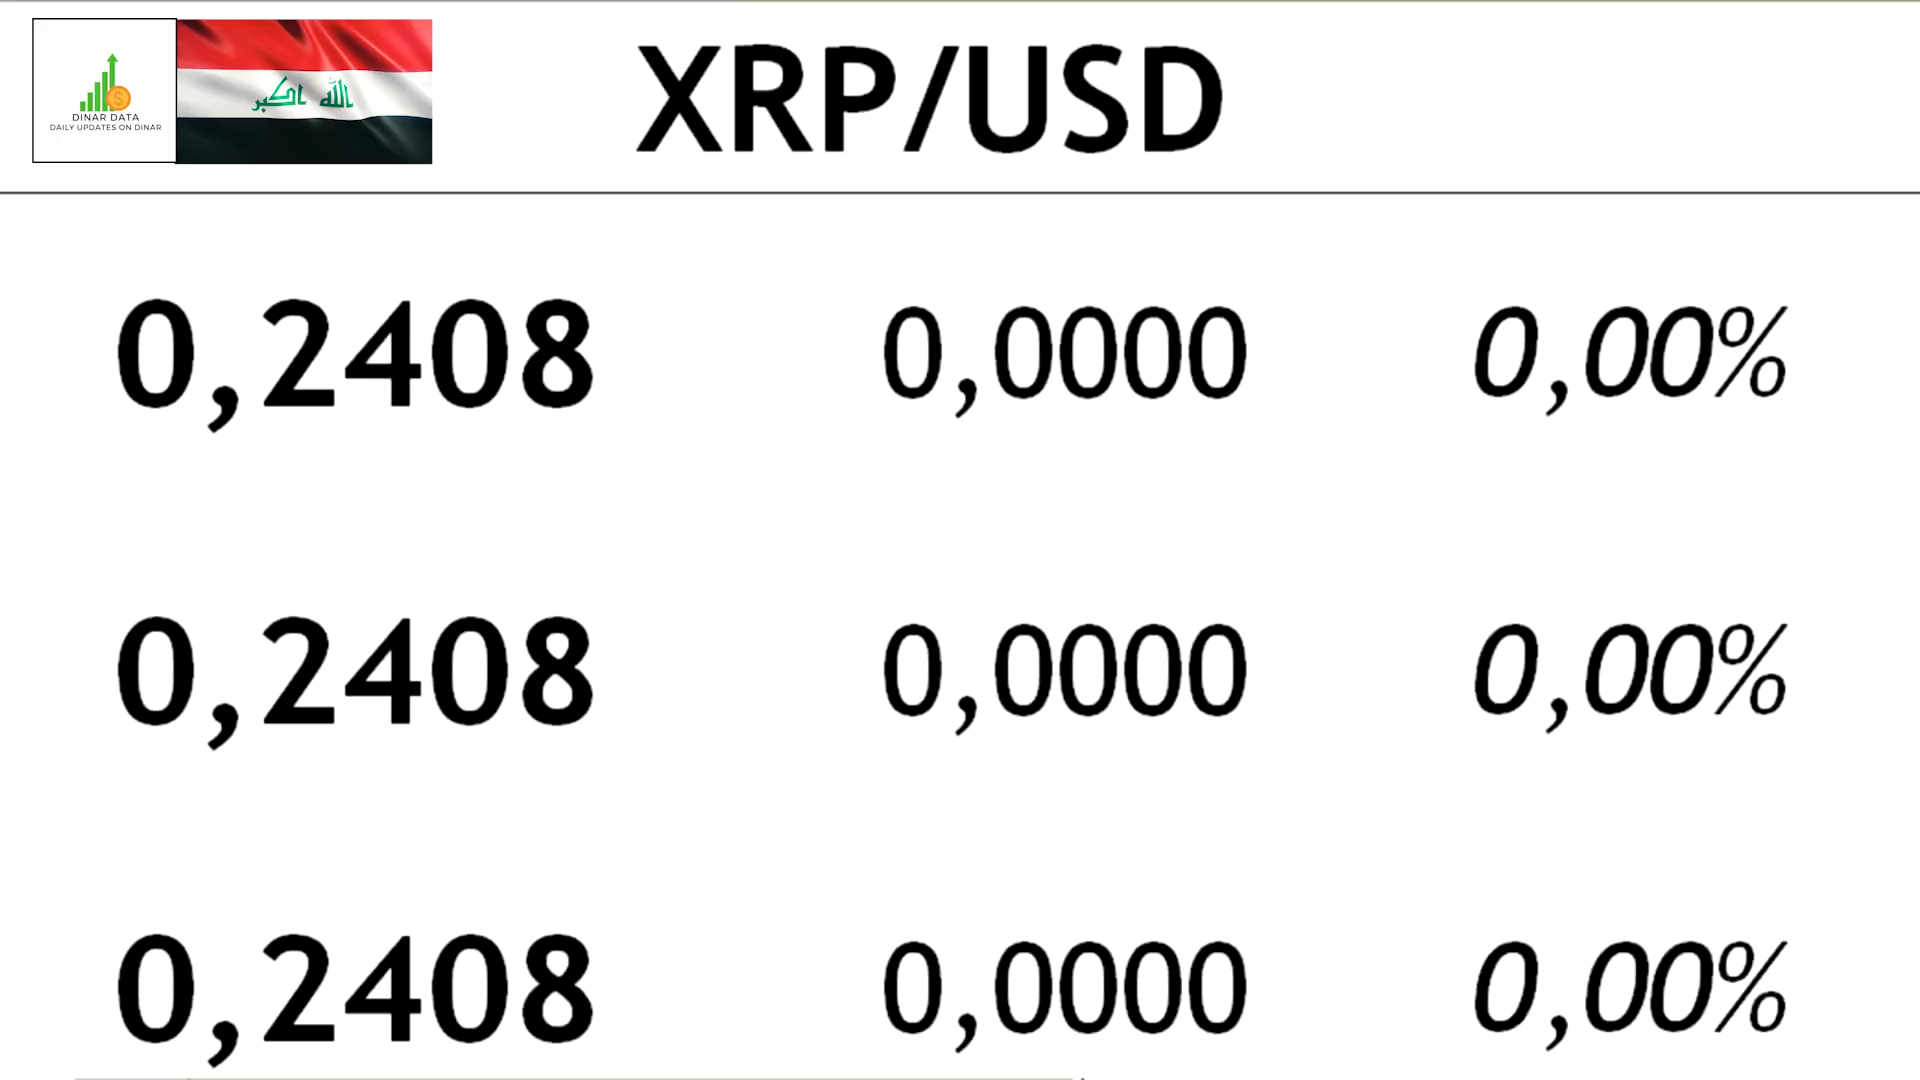 DINAR DATA
DAILY UPDATES ON DINAR
الله اكبر
XRP/USD
0,2408 0,0000 0,00%
0,2408 0,0000 0,00%
0,2408 0,0000 0,00%